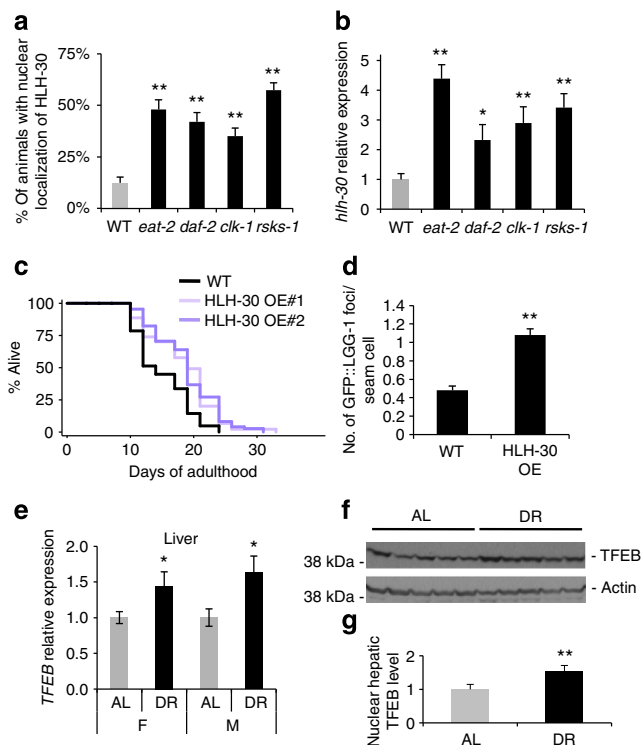 a
% Of animals with nuclear
localization of HLH-30
75%
50%
25%
0%
**
**
**
**
WT
eat-2
daf-2
clk-1
rsks-1
b
hlh-30 relative expression
5
4
3
2
1
0
**
*
**
**
WT
eat-2
daf-2
clk-1
rsks-1
c
WT
HLH-30 OE#1
HLH-30 OE#2
% Alive
100
75
50
25
0
0
10
20
30
Days of adulthood
d
No. of GFP::LGG-1 foci/
seam cell
1.4
1.2
1
0.8
0.6
0.4
0.2
0
**
WT
HLH-30
OE
e
Liver
TFEB relative expression
2.0
1.5
1.0
0.5
0.0
*
*
AL
DR
AL
DR
F
M
f
AL
DR
38 kDa -
- TFEB
38 kDa -
- Actin
g
Nuclear hepatic
TFEB level
2
1
0
**
AL
DR